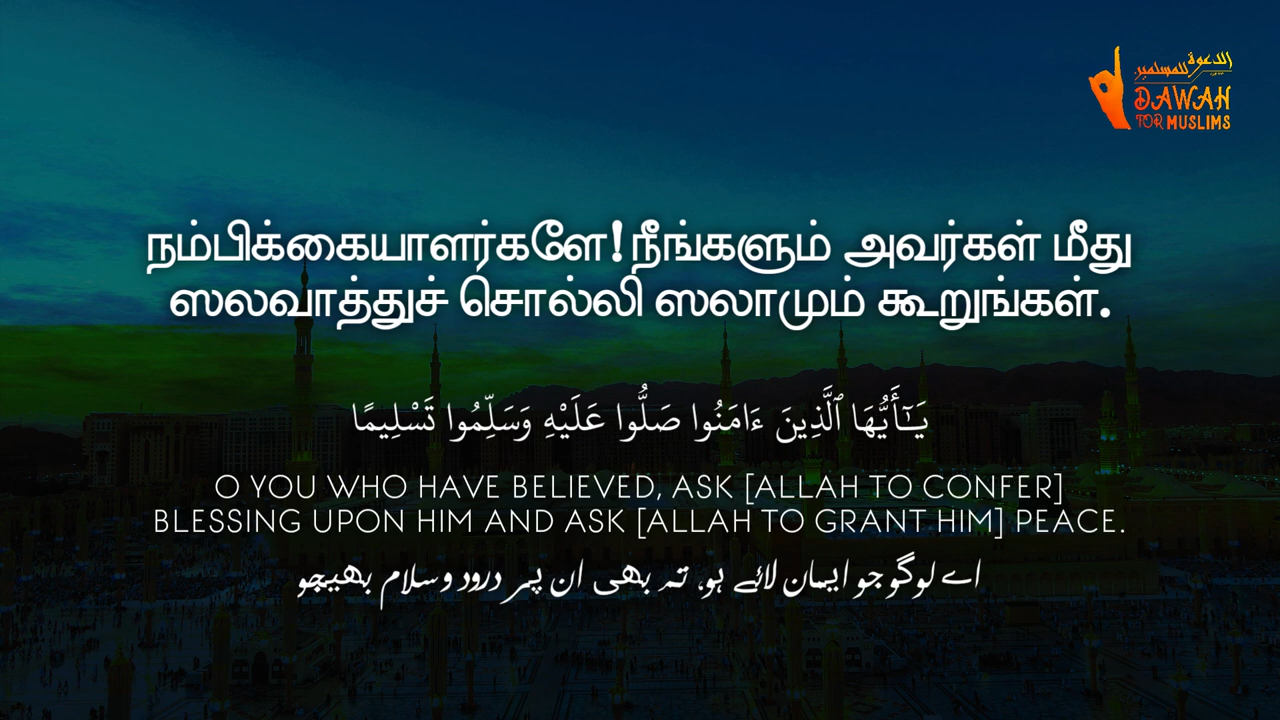 الدعوة للمسلمين
DAWAH
FOR MUSLIMS
நம்பிக்கையாளர்களே! நீங்களும் அவர்கள் மீது
ஸலவாத்துச் சொல்லி ஸலாமும் கூறுங்கள்.
يَـٰٓأَيُّهَا ٱلَّذِينَ ءَامَنُوا صَلُّوا عَلَيْهِ وَسَلِّمُوا تَسْلِيمًا
O YOU WHO HAVE BELIEVED, ASK [ALLAH TO CONFER]
BLESSING UPON HIM AND ASK [ALLAH TO GRANT HIM] PEACE.
اے لوگو جو ایمان لائے ہو، تم بھی ان پر درود و سلام بھیجو